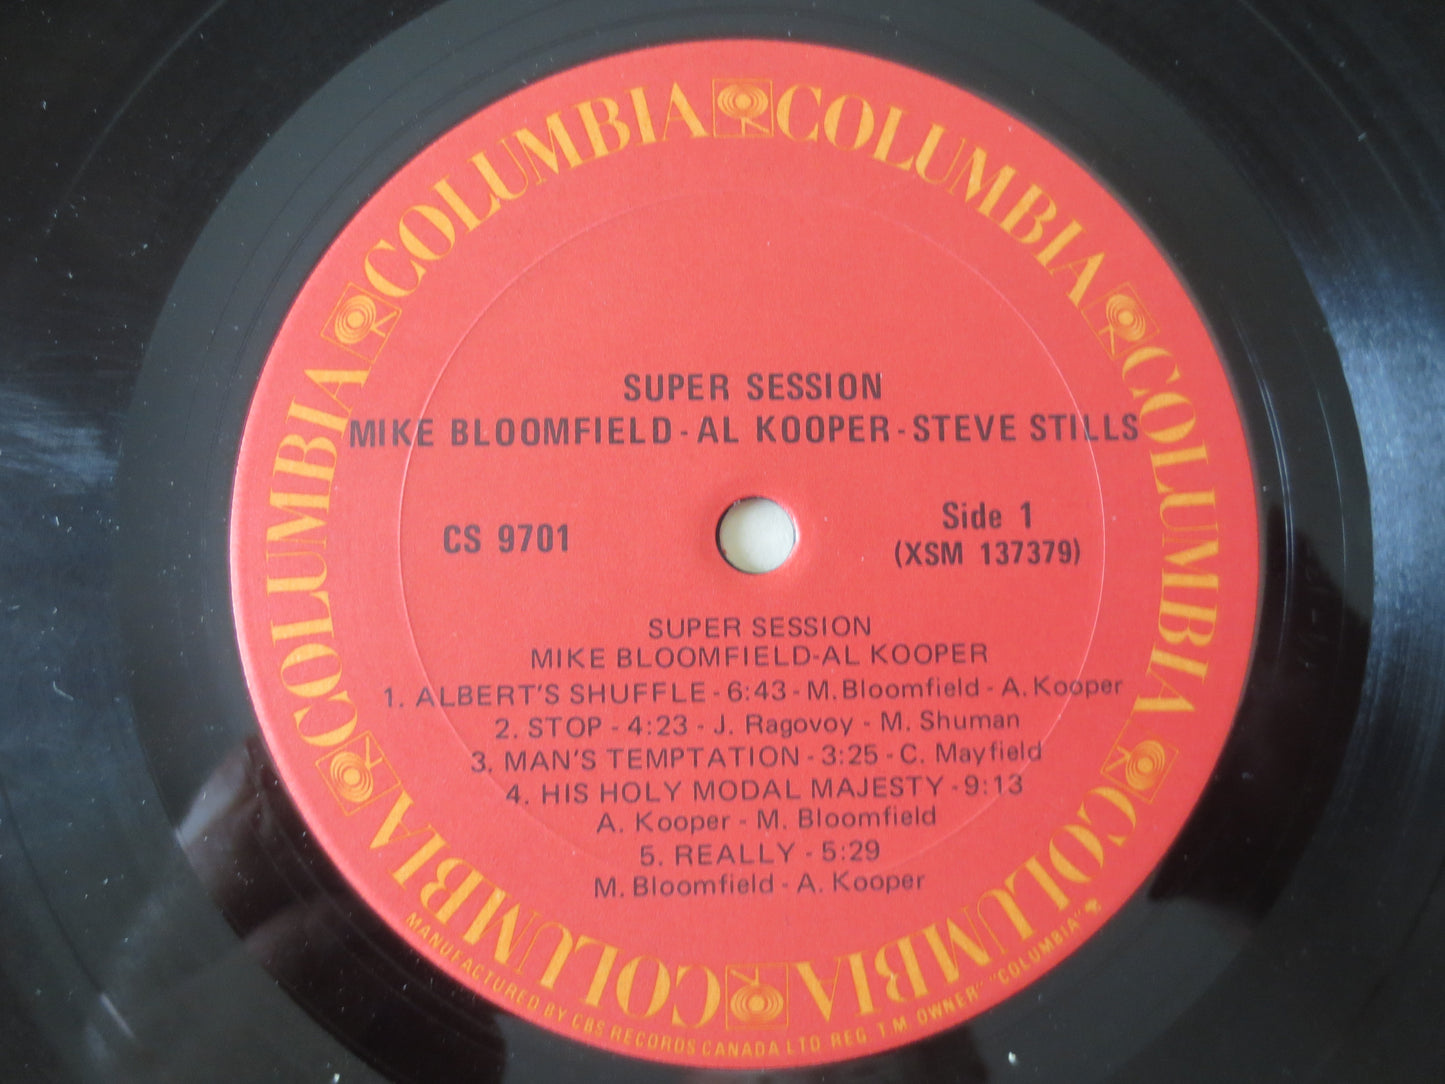 COLUMBIA COLUMBIA COLUMBIA COLUMBIA COLUMBIA COLUMBIA
SUPER SESSION
MIKE BLOOMFIELD-AL KOOPER-STEVE STILLS
CS 9701
Side 1
(XSM 137379)
SUPER SESSION
MIKE BLOOMFIELD-AL KOOPER
1. ALBERT'S SHUFFLE - 6:43 - M. Bloomfield - A. Kooper
2. STOP - 4:23 - J. Ragovoy - M. Shuman
3. MAN'S TEMPTATION - 3:25 - C. Mayfield
4. HIS HOLY MODAL MAJESTY - 9:13
A. Kooper - M. Bloomfield
5. REALLY - 5:29
M. Bloomfield - A. Kooper
MANUFACTURED BY CBS RECORDS CANADA LTD REG. T.M. OWNER "COLUMBIA"